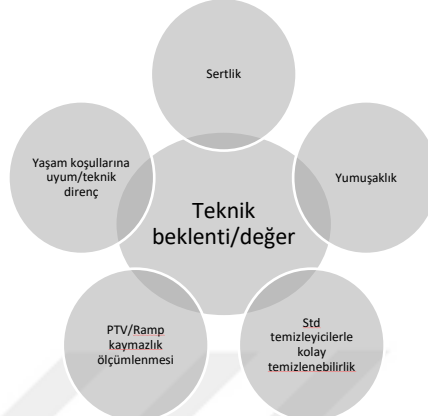 Sertlik
Yaşam koşullarına
uyum/teknik
direnç
Yumuşaklık
Teknik
beklenti/değer
PTV/Ramp
kaymazlık
ölçümlenmesi
Std
temizleyicilerle
kolay
temizlenebilirlik